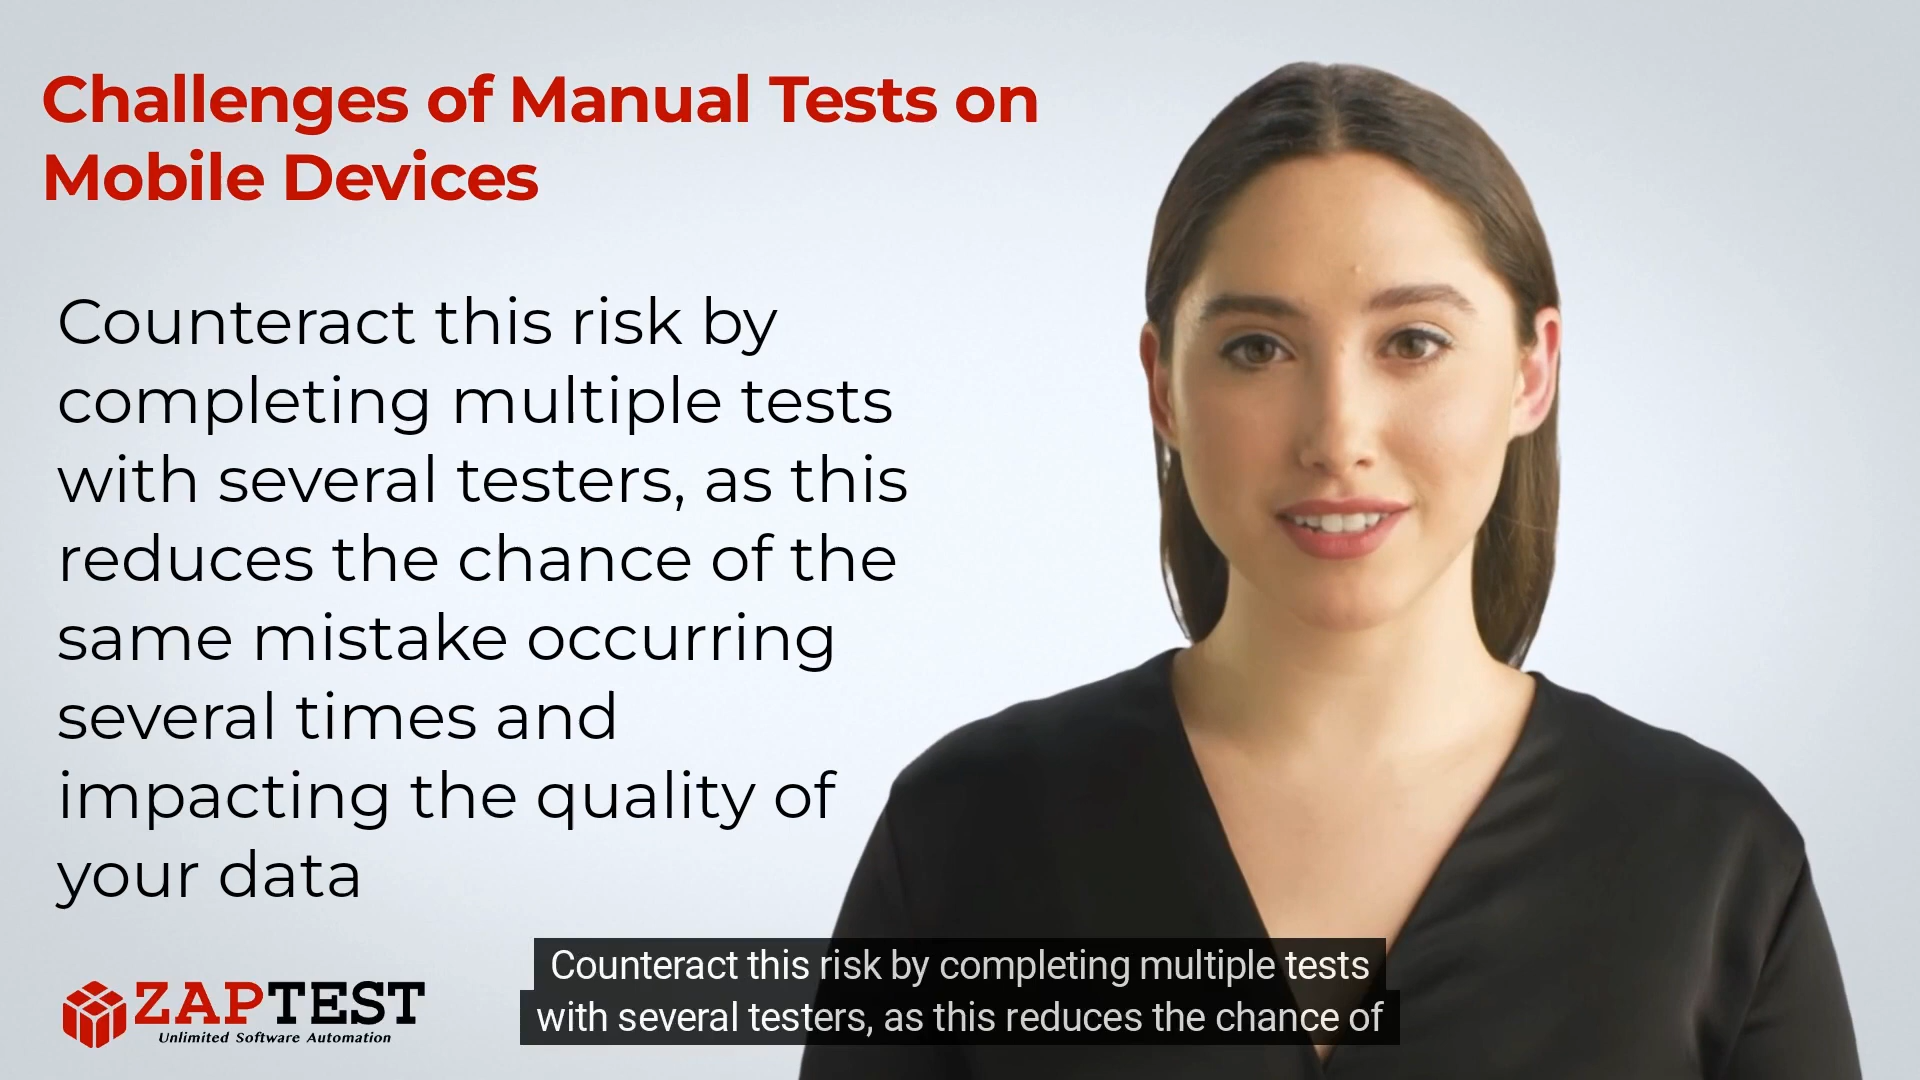 Challenges of Manual Tests on
Mobile Devices
Counteract this risk by
completing multiple tests
with several testers, as this
reduces the chance of the
same mistake occurring
several times and
impacting the quality of
your data
ZAPTEST
Unlimited Software Automation
Counteract this risk by completing multiple tests
with several testers, as this reduces the chance of